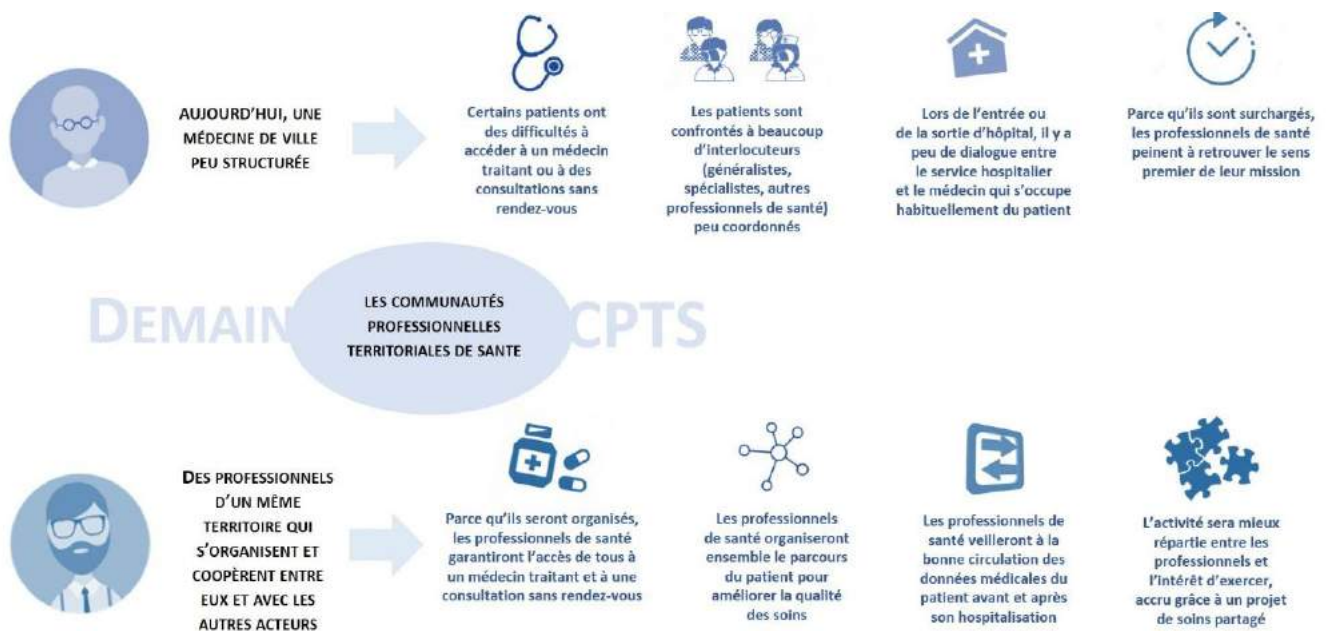 AUJOURD'HUI, UNE
MÉDECINE DE VILLE
PEU STRUCTURÉE
Certains patients ont
des difficultés à
accéder à un médecin
traitant ou à des
consultations sans
rendez-vous
Les patients sont
confrontés à beaucoup
d'interlocuteurs
(généralistes,
spécialistes, autres
professionnels de santé)
peu coordonnés
Lors de l'entrée ou
de la sortie d'hôpital, il y a
peu de dialogue entre
le service hospitalier
et le médecin qui s'occupe
habituellement du patient
Parce qu'ils sont surchargés,
les professionnels de santé
peinent à retrouver le sens
premier de leur mission
DEMAIN
LES COMMUNAUTÉS
PROFESSIONNELLES
TERRITORIALES DE SANTE
CPTS
DES PROFESSIONNELS
D'UN MÊME
TERRITOIRE QUI
S'ORGANISENT ET
COOPÈRENT ENTRE
EUX ET AVEC LES
AUTRES ACTEURS
Parce qu'ils seront organisés,
les professionnels de santé
garantiront l'accès de tous à
un médecin traitant et à une
consultation sans rendez-vous
Les professionnels
de santé organiseront
ensemble le parcours
du patient pour
améliorer la qualité
des soins
Les professionnels de
santé veilleront à la
bonne circulation des
données médicales du
patient avant et après
son hospitalisation
L'activité sera mieux
répartie entre les
professionnels et
l'intérêt d'exercer,
accru grâce à un projet
de soins partagé